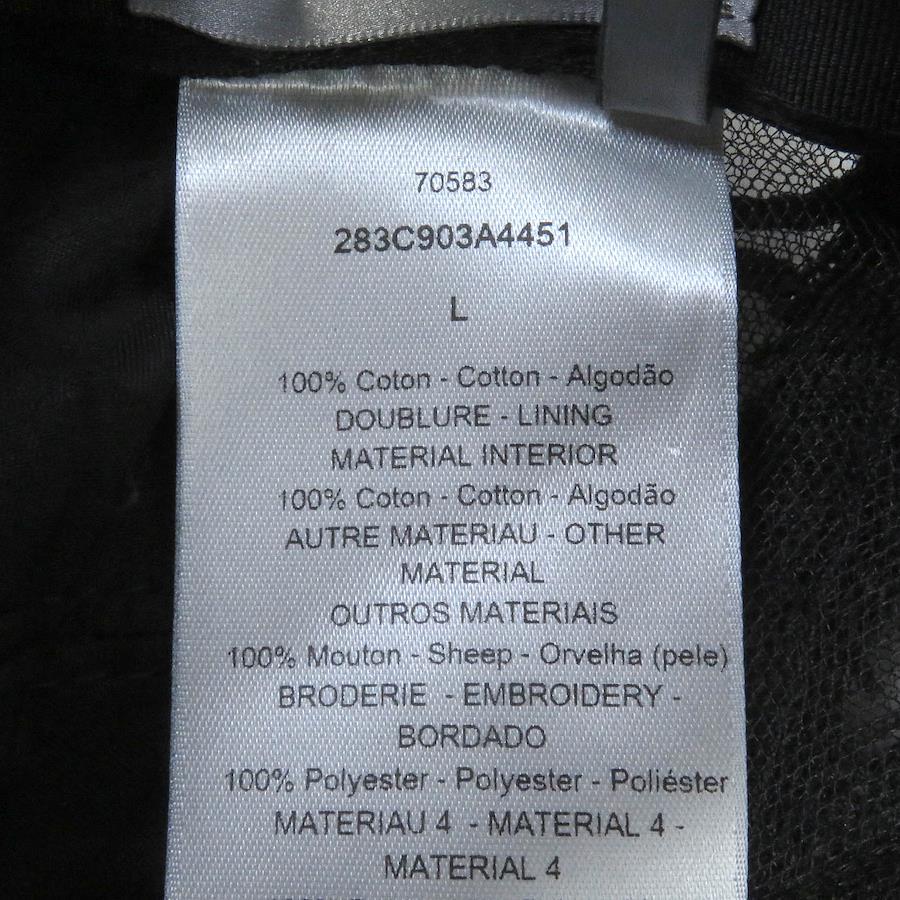 70583
283C903A4451
L
100% Coton - Cotton - Algodão
DOUBLURE - LINING
MATERIAL INTERIOR
100% Coton - Cotton - Algodão
AUTRE MATERIAU - OTHER
MATERIAL
OUTROS MATERIAIS
100% Mouton - Sheep - Orvelha (pele)
BRODERIE - EMBROIDERY -
BORDADO
100% Polyester - Polyester - Poliéster
MATERIAU 4 - MATERIAL 4 -
MATERIAL 4